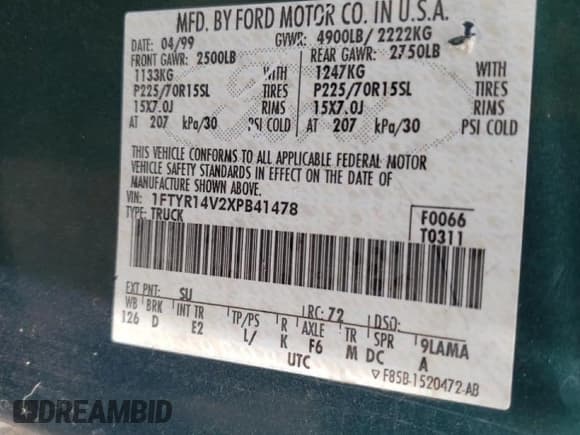 MFD. BY FORD MOTOR CO. IN U.S.A.
DATE: 04/99 GVWR: 4900LB/ 2222KG
FRONT GAWR: 2500LB REAR GAWR: 2750LB
1133KG WITH 1247KG WITH
P225/70R15SL TIRES P225/70R15SL TIRES
15X7.0J RIMS 15X7.0J RIMS
AT 207 kPa/30 PSI COLD AT 207 kPa/30 PSI COLD
THIS VEHICLE CONFORMS TO ALL APPLICABLE FEDERAL MOTOR
VEHICLE SAFETY STANDARDS IN EFFECT ON THE DATE OF
MANUFACTURE SHOWN ABOVE.
VIN: 1FTYR14V2XPB41478 F0066
TYPE: TRUCK T0311
EXT PNT: SU RC: 72 DSO:
WB BRK INT TR TP/PS R AXLE TR SPR 9LAMA
126 D E2 L/ K F6 M DC A
UTC ▽ F85B-1520472-AB
DREAMBID